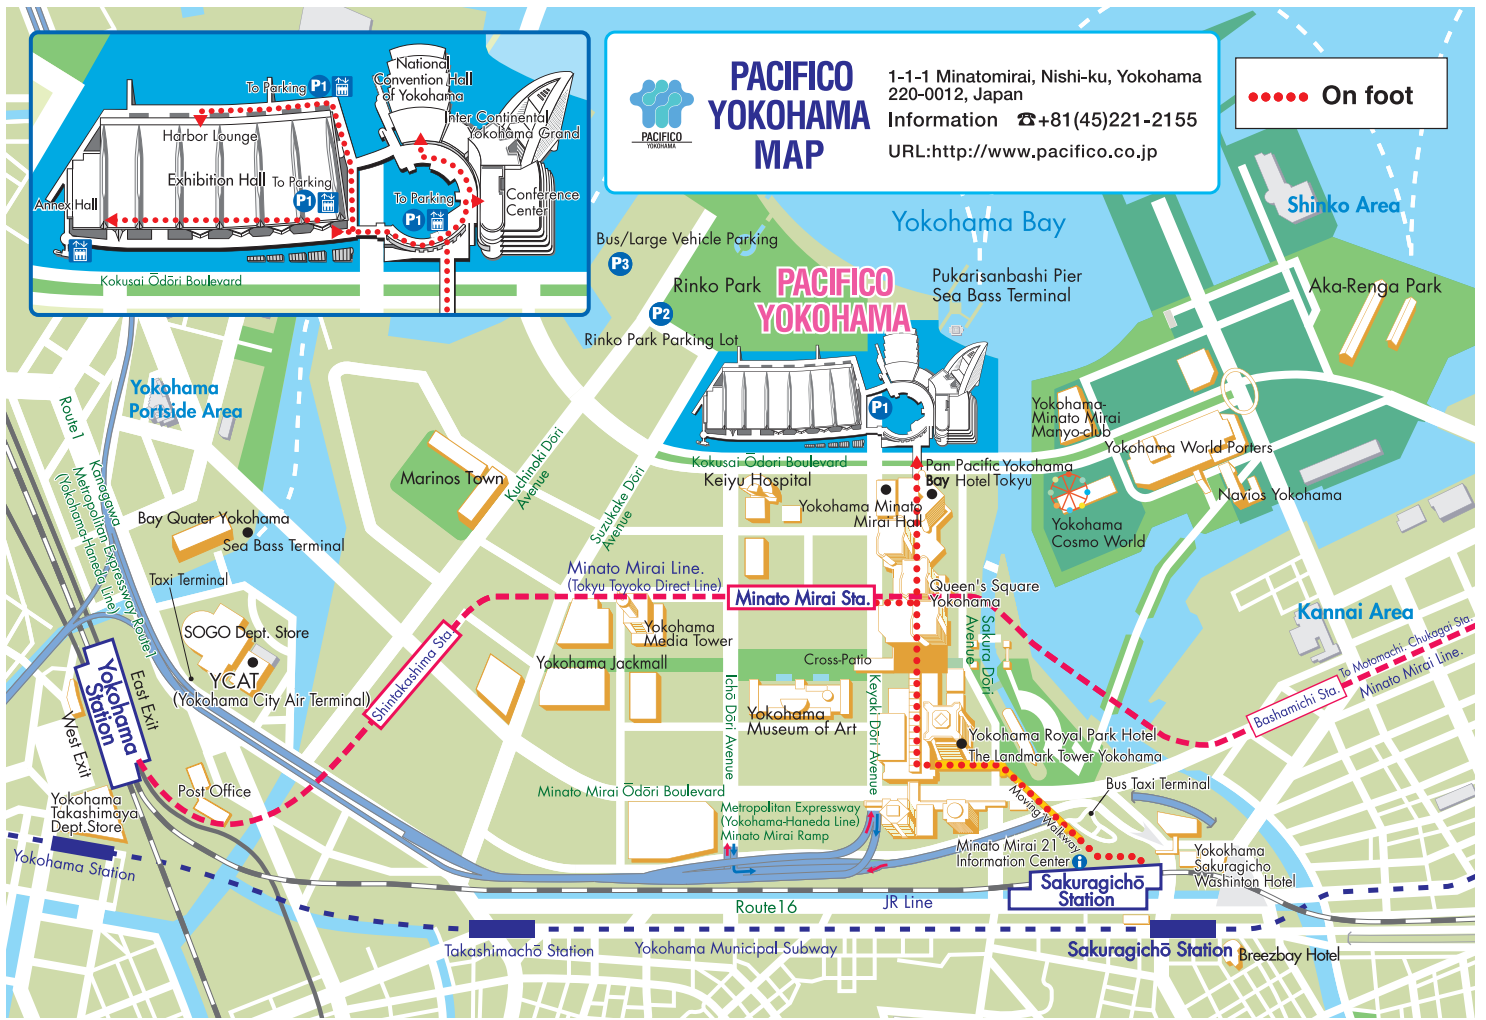 PACIFICO
YOKOHAMA
MAP
PACIFICO
YOKOHAMA
1-1-1 Minatomirai, Nishi-ku, Yokohama
220-0012, Japan
Information ☎+81(45)221-2155
URL:http://www.pacifico.co.jp
On foot
To Parking P1
National
Convention Hall
of Yokohama
Inter Continental
Yokohama Grand
Harbor Lounge
Exhibition Hall
To Parking
P1
To Parking
P1
Annex Hall
Conference
Center
Kokusai Ōdōri Boulevard
Yokohama Bay
Shinko Area
Bus/Large Vehicle Parking
P3
Rinko Park
P2
Rinko Park Parking Lot
PACIFICO
YOKOHAMA
Pukarisanbashi Pier
Sea Bass Terminal
Aka-Renga Park
P1
Yokohama
Portside Area
Route1
Kanagawa
Metropolitan Expressway
(Yokohama-Haneda Line)
Route1
Marinos Town
Kuchinoki Dōri
Avenue
Suzukake Dōri
Avenue
Kokusai Ōdori Boulevard
Keiyu Hospital
Pan Pacific Yokohama
Bay Hotel Tokyu
Yokohama Minato
Mirai Hall
Yokohama-
Minato Mirai
Manyo-club
Yokohama World Porters
Navios Yokohama
Yokohama
Cosmo World
Bay Quater Yokohama
Sea Bass Terminal
Taxi Terminal
SOGO Dept. Store
YCAT
(Yokohama City Air Terminal)
Minato Mirai Line.
(Tokyu Toyoko Direct Line)
Minato Mirai Sta.
Queen's Square
Yokohama
Kannai Area
To Motomachi. Chukagai Sta.
Minato Mirai Line.
Bashamichi Sta.
Shintakashima Sta.
Yokohama
Media Tower
Yokohama Jackmall
Cross-Patio
Sakura Dōri
Avenue
Yokohama
Station
East Exit
West Exit
Ichō Dōri Avenue
Keyaki Dōri Avenue
Yokohama
Museum of Art
Yokohama Royal Park Hotel
The Landmark Tower Yokohama
Bus Taxi Terminal
Moving Walkway
Post Office
Yokohama
Takashimaya
Dept.Store
Minato Mirai Ōdōri Boulevard
Metropolitan Expressway
(Yokohama-Haneda Line)
Minato Mirai Ramp
Minato Mirai 21
Information Center i
Yokokhama
Sakuragicho
Washinton Hotel
Yokohama Station
Sakuragichō
Station
Route16
JR Line
Takashimachō Station
Yokohama Municipal Subway
Sakuragichō Station
Breezbay Hotel